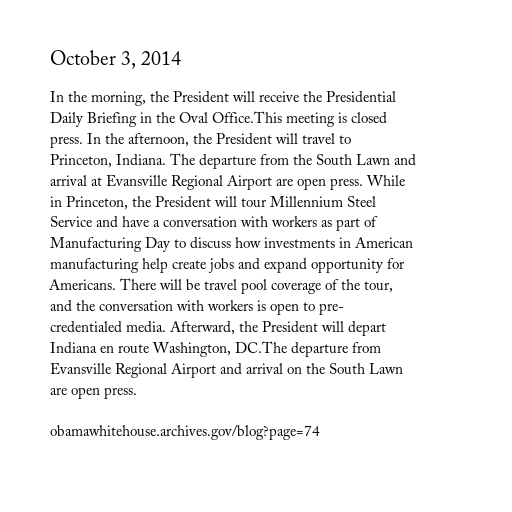 October 3, 2014
In the morning, the President will receive the Presidential
Daily Briefing in the Oval Office.This meeting is closed
press. In the afternoon, the President will travel to
Princeton, Indiana. The departure from the South Lawn and
arrival at Evansville Regional Airport are open press. While
in Princeton, the President will tour Millennium Steel
Service and have a conversation with workers as part of
Manufacturing Day to discuss how investments in American
manufacturing help create jobs and expand opportunity for
Americans. There will be travel pool coverage of the tour,
and the conversation with workers is open to pre-
credentialed media. Afterward, the President will depart
Indiana en route Washington, DC.The departure from
Evansville Regional Airport and arrival on the South Lawn
are open press.
obamawhitehouse.archives.gov/blog?page=74